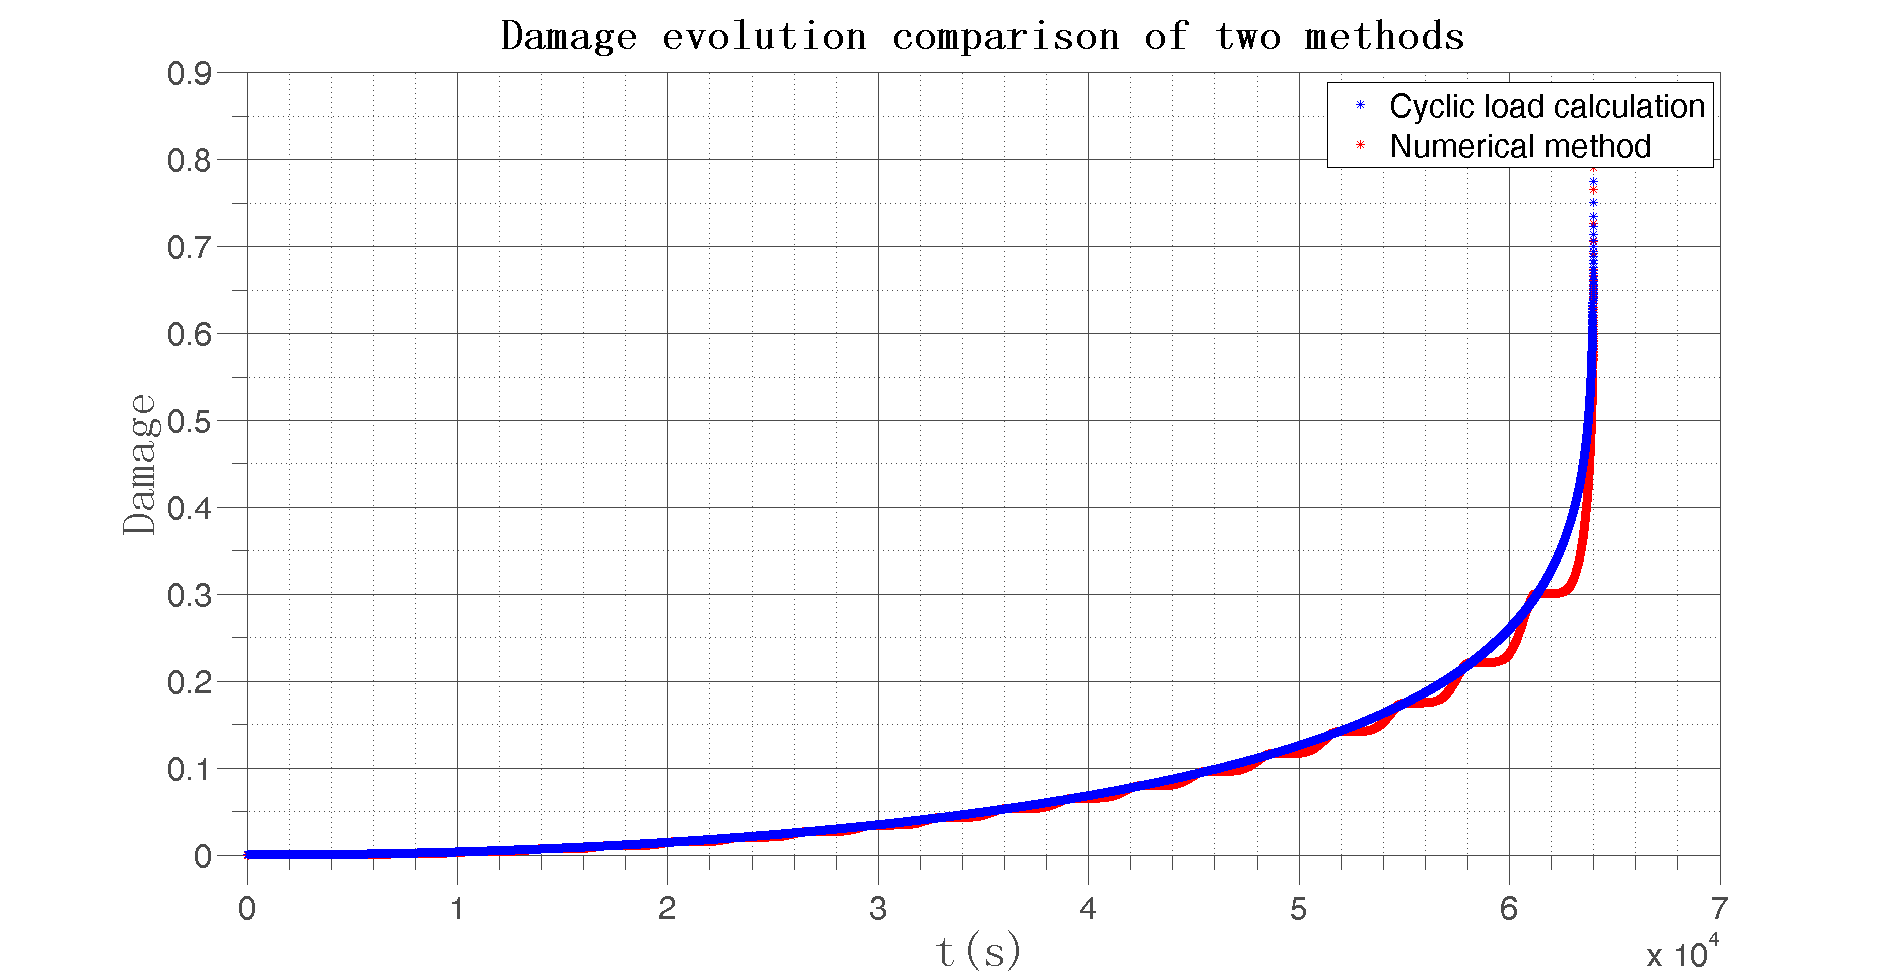 Damage evolution comparison of two methods
0.9
0.8
0.7
0.6
0.5
0.4
0.3
0.2
0.1
0
Damage
Cyclic load calculation
Numerical method
0 1 2 3 4 5 6 7
t(s)
x 10^4